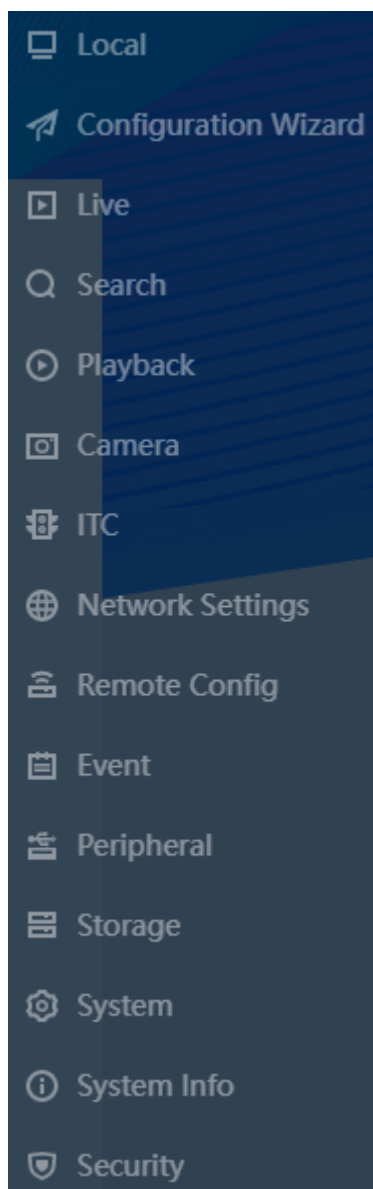 Local
Configuration Wizard
Live
Search
Playback
Camera
ITC
Network Settings
Remote Config
Event
Peripheral
Storage
System
System Info
Security